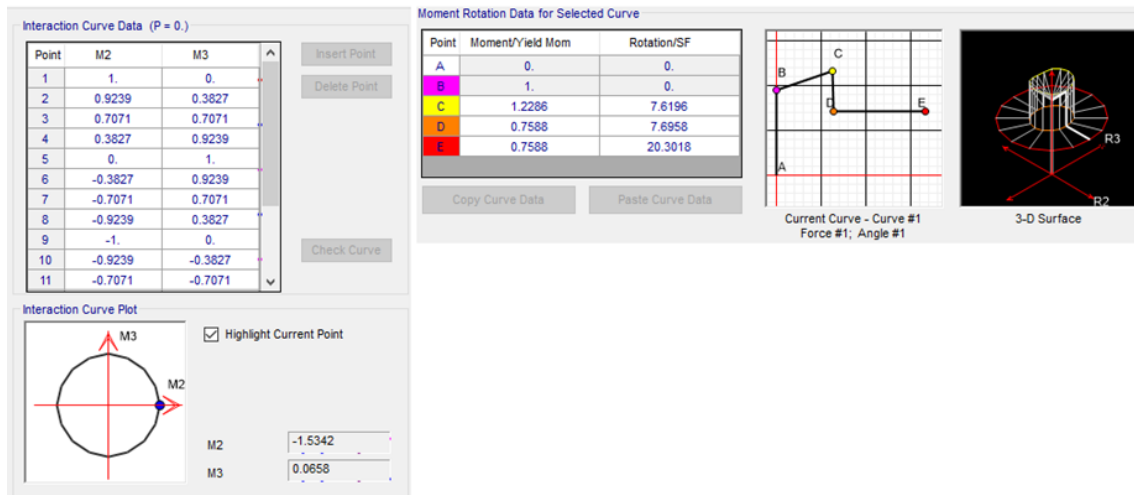 Interaction Curve Data (P = 0.)
Point M2 M3
1 1. 0.
2 0.9239 0.3827
3 0.7071 0.7071
4 0.3827 0.9239
5 0. 1.
6 -0.3827 0.9239
7 -0.7071 0.7071
8 -0.9239 0.3827
9 -1. 0.
10 -0.9239 -0.3827
11 -0.7071 -0.7071
Insert Point
Delete Point
Check Curve
Interaction Curve Plot
M3
M2
Highlight Current Point
M2 -1.5342
M3 0.0658
Moment Rotation Data for Selected Curve
Point Moment/Yield Mom Rotation/SF
A 0. 0.
B 1. 0.
C 1.2286 7.6196
D 0.7588 7.6958
E 0.7588 20.3018
Copy Curve Data Paste Curve Data
C
B
D E
A
Current Curve - Curve #1
Force #1; Angle #1
R3
R2
3-D Surface